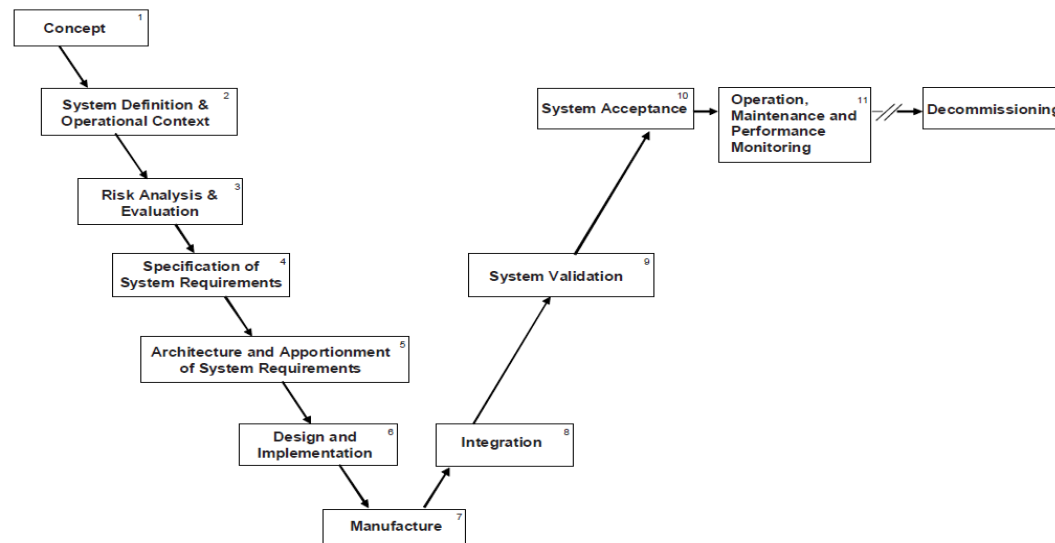 Concept
1
System Definition &
Operational Context
2
Risk Analysis &
Evaluation
3
Specification of
System Requirements
4
Architecture and Apportionment
of System Requirements
5
Design and
Implementation
6
Manufacture
7
Integration
8
System Validation
9
System Acceptance
10
Operation,
Maintenance and
Performance
Monitoring
11
Decommissioning